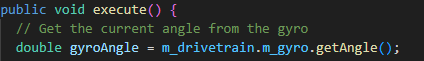 public void execute() {
// Get the current angle from the gyro
double gyroAngle = m_drivetrain.m_gyro.getAngle();